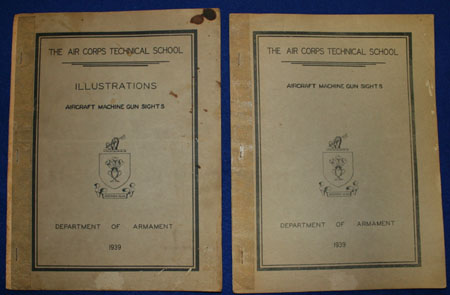 THE AIR CORPS TECHNICAL SCHOOL
ILLUSTRATIONS
AIRCRAFT MACHINE GUN SIGHTS
DEPARTMENT OF ARMAMENT
1939
THE AIR CORPS TECHNICAL SCHOOL
AIRCRAFT MACHINE GUN SIGHTS
DEPARTMENT OF ARMAMENT
1939